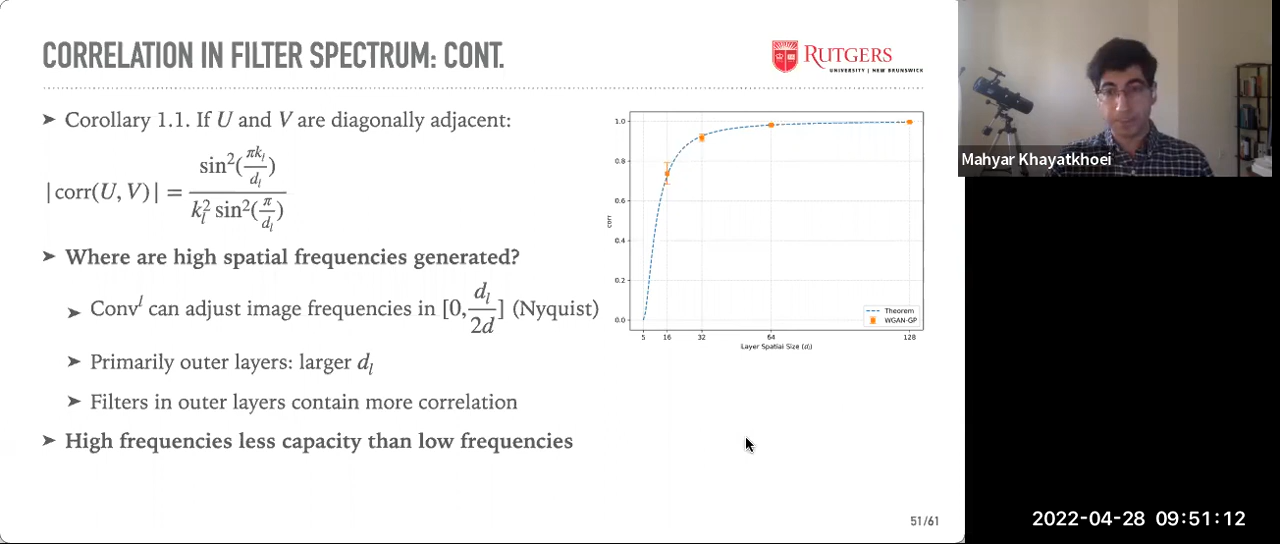 CORRELATION IN FILTER SPECTRUM: CONT.
RUTGERS
UNIVERSITY | NEW BRUNSWICK
➤ Corollary 1.1. If U and V are diagonally adjacent:
|corr(U, V)| = sin²(πk_l/d_l) / k_l² sin²(π/d_l)
➤ Where are high spatial frequencies generated?
➤ Conv^l can adjust image frequencies in [0, d_l/2d] (Nyquist)
➤ Primarily outer layers: larger d_l
➤ Filters in outer layers contain more correlation
➤ High frequencies less capacity than low frequencies
1.0
0.8
0.6
0.4
0.2
0.0
corr
5 16 32 64 128
Layer Spatial Size (d_l)
Theorem
WGAN-GP
51/61
Mahyar Khayatkhoei
2022-04-28 09:51:12